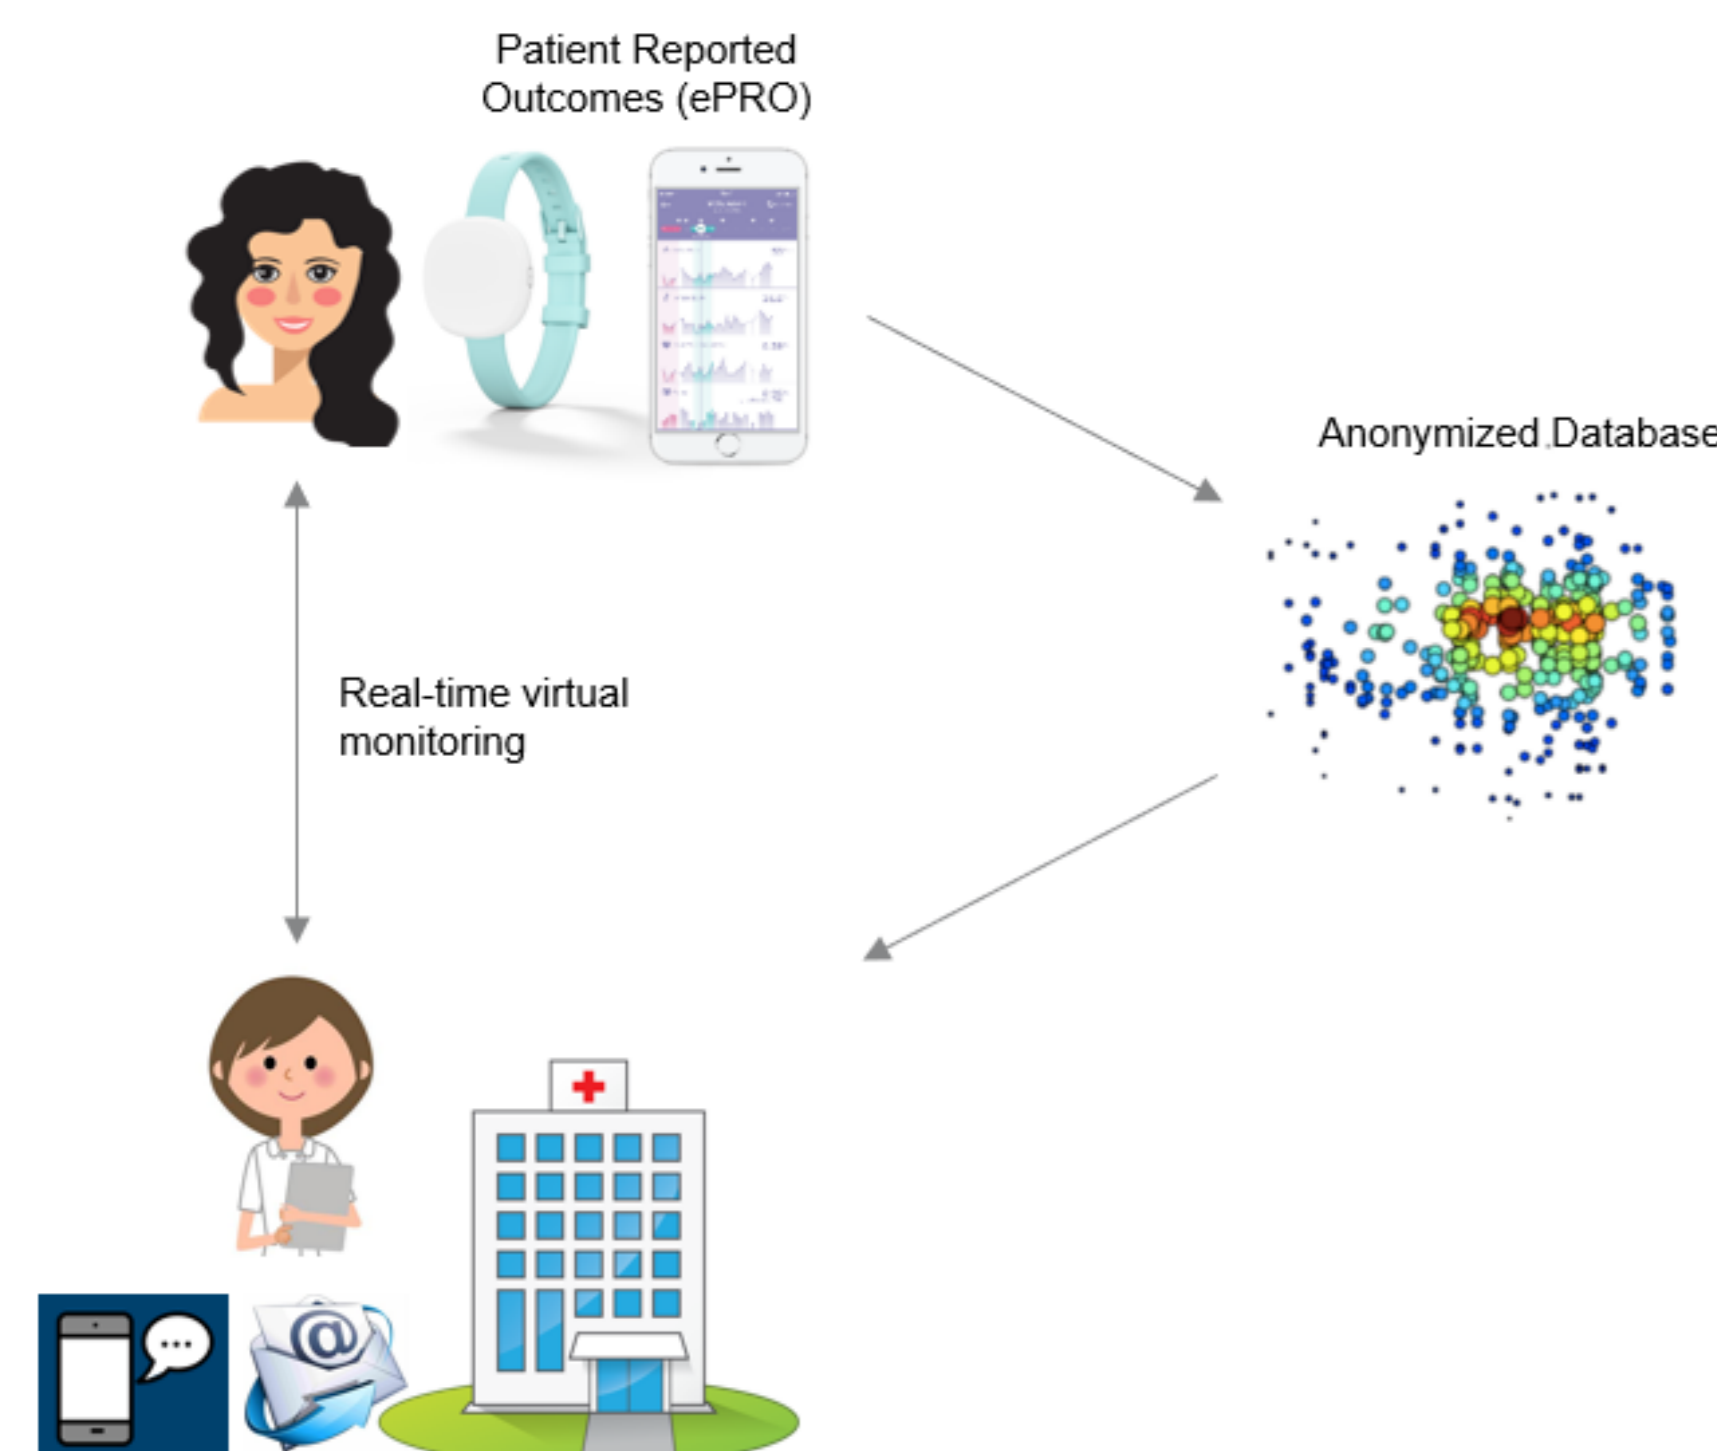 Patient Reported
Outcomes (ePRO)
Anonymized Database
Real-time virtual
monitoring
@